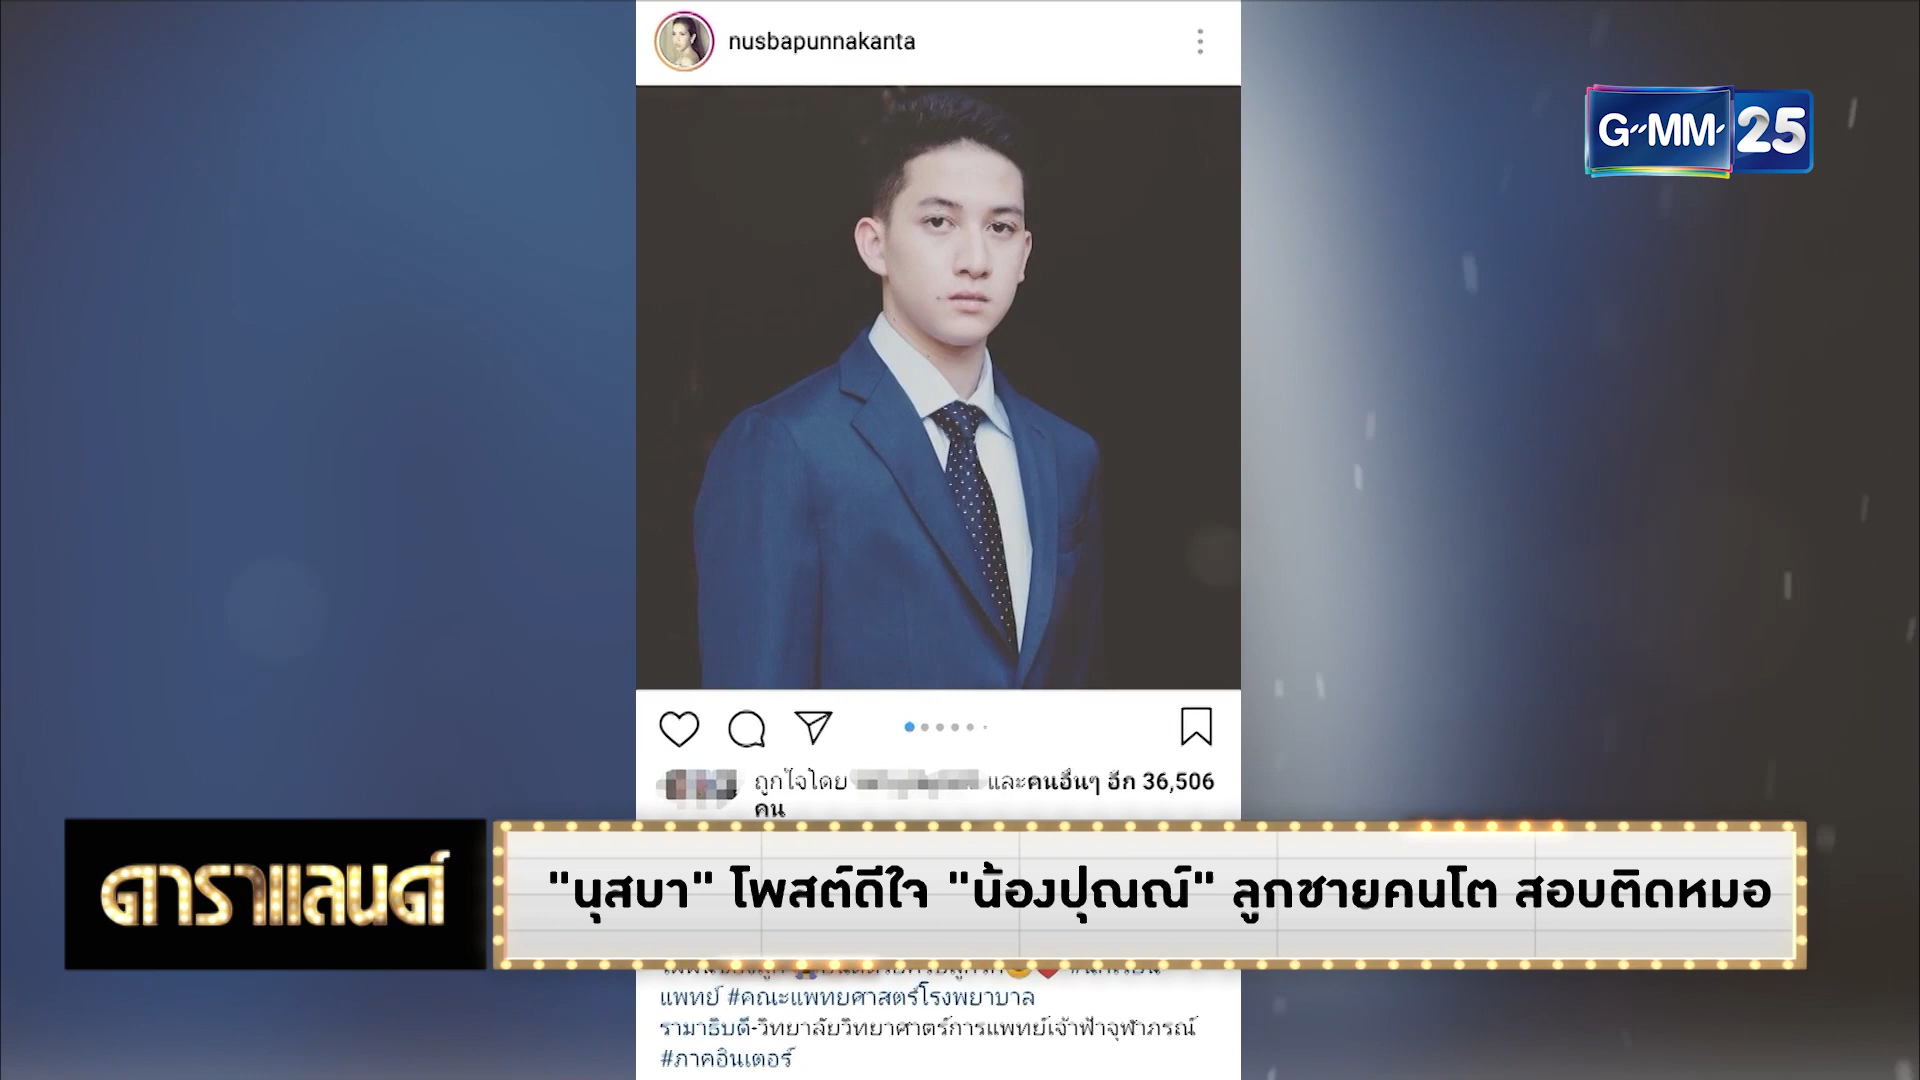 nusbapunnakanta
G-MM 25
ถูกใจโดย และคนอื่นๆ อีก 36,506
คน
ดาราแลนด์
"นุสบา" โพสต์ดีใจ "น้องปุณณ์" ลูกชายคนโต สอบติดหมอ
แพทย์ #คณะแพทยศาสตร์โรงพยาบาล
รามาธิบดี-วิทยาลัยวิทยาศาตร์การแพทย์เจ้าฟ้าจุฬาภรณ์
#ภาคอินเตอร์